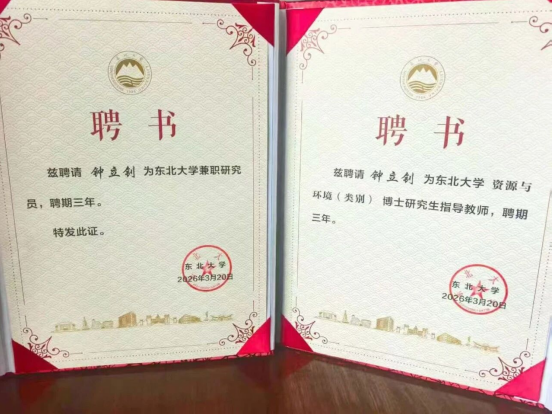 聘书
兹聘请 钟立钊 为东北大学兼职研究
员，聘期三年。
特发此证。
东北大学
2026年3月20日
聘书
兹聘请 钟立钊 为东北大学 资源与
环境（类别） 博士研究生指导教师，聘期
三年。
东北大学
2026年3月20日